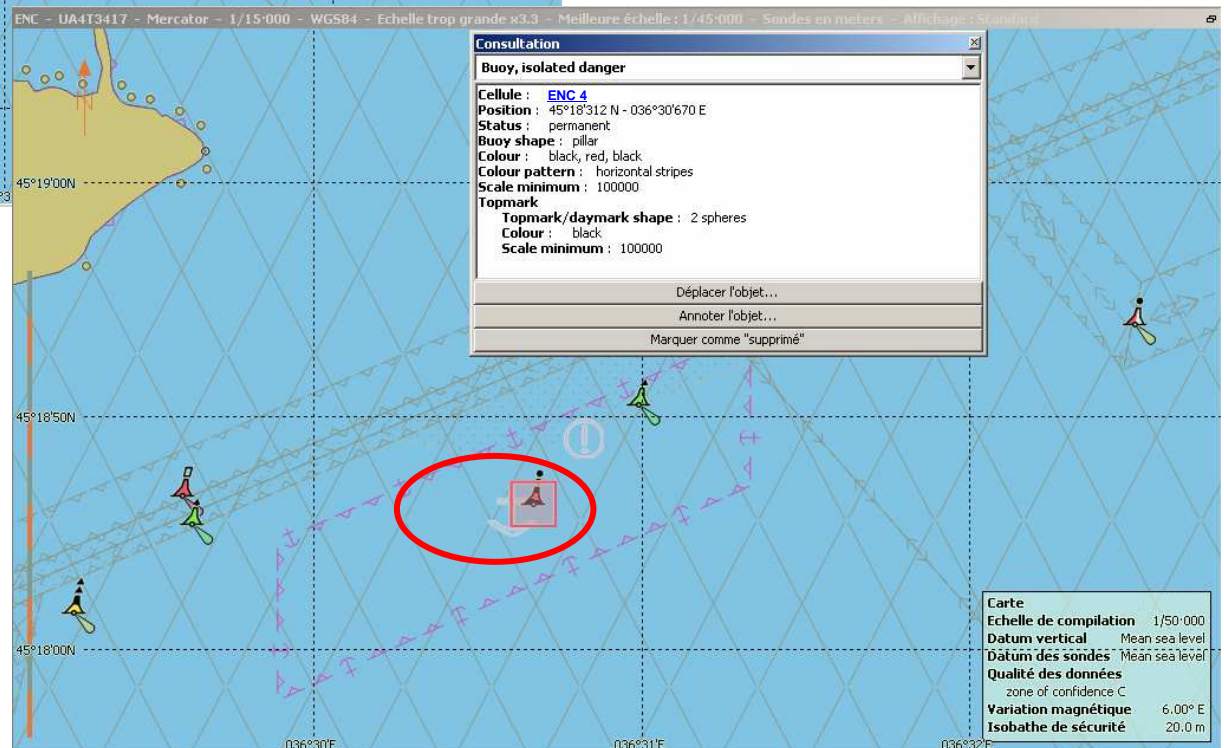 ENC - UA4T3417 - Mercator - 1/15·000 - WGS84 - Echelle trop grande x3.3 - Meilleure échelle : 1/45·000 - Sondes en meters - Affichage : Standard
Consultation
Buoy, isolated danger
Cellule : ENC 4
Position : 45°18'312 N - 036°30'670 E
Status : permanent
Buoy shape : pillar
Colour : black, red, black
Colour pattern : horizontal stripes
Scale minimum : 100000
Topmark
Topmark/daymark shape : 2 spheres
Colour : black
Scale minimum : 100000
Déplacer l'objet...
Annoter l'objet...
Marquer comme "supprimé"
N
45°19'00N
45°18'50N
45°18'00N
036°30'E
036°31'E
036°32'E
Carte
Echelle de compilation 1/50·000
Datum vertical Mean sea level
Datum des sondes Mean sea level
Qualité des données
zone of confidence C
Variation magnétique 6.00° E
Isobathe de sécurité 20.0 m